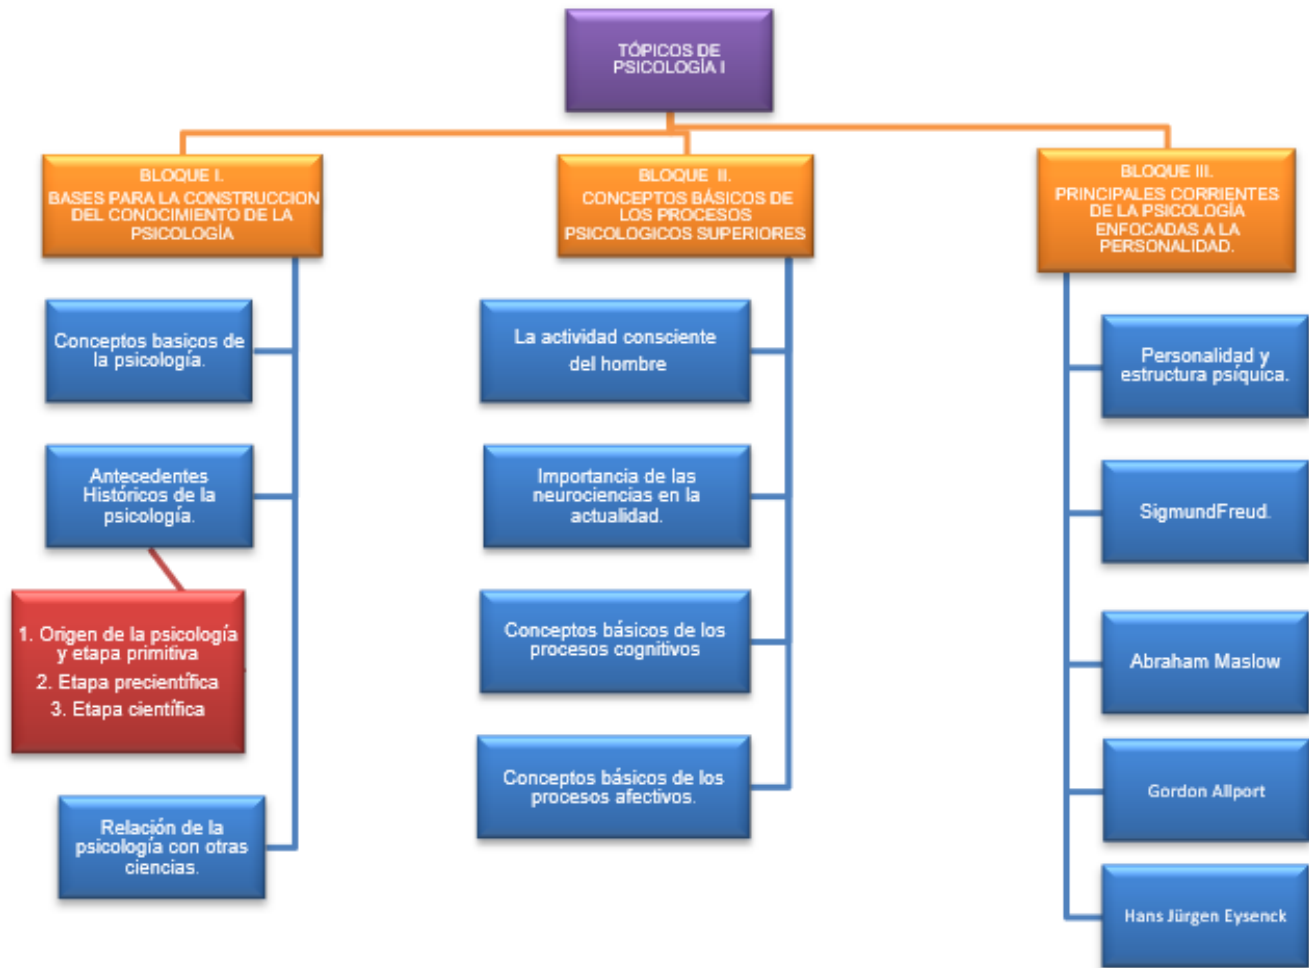 TÓPICOS DE
PSICOLOGÍA I
BLOQUE I.
BASES PARA LA CONSTRUCCION
DEL CONOCIMIENTO DE LA
PSICOLOGÍA
Conceptos basicos de
la psicología.
Antecedentes
Históricos de la
psicología.
1. Origen de la psicología
y etapa primitiva
2. Etapa precientífica
3. Etapa científica
Relación de la
psicología con otras
ciencias.
BLOQUE II.
CONCEPTOS BÁSICOS DE
LOS PROCESOS
PSICOLOGICOS SUPERIORES
La actividad consciente
del hombre
Importancia de las
neurociencias en la
actualidad.
Conceptos básicos de los
procesos cognitivos
Conceptos básicos de los
procesos afectivos.
BLOQUE III.
PRINCIPALES CORRIENTES
DE LA PSICOLOGÍA
ENFOCADAS A LA
PERSONALIDAD.
Personalidad y
estructura psíquica.
SigmundFreud.
Abraham Maslow
Gordon Allport
Hans Jürgen Eysenck